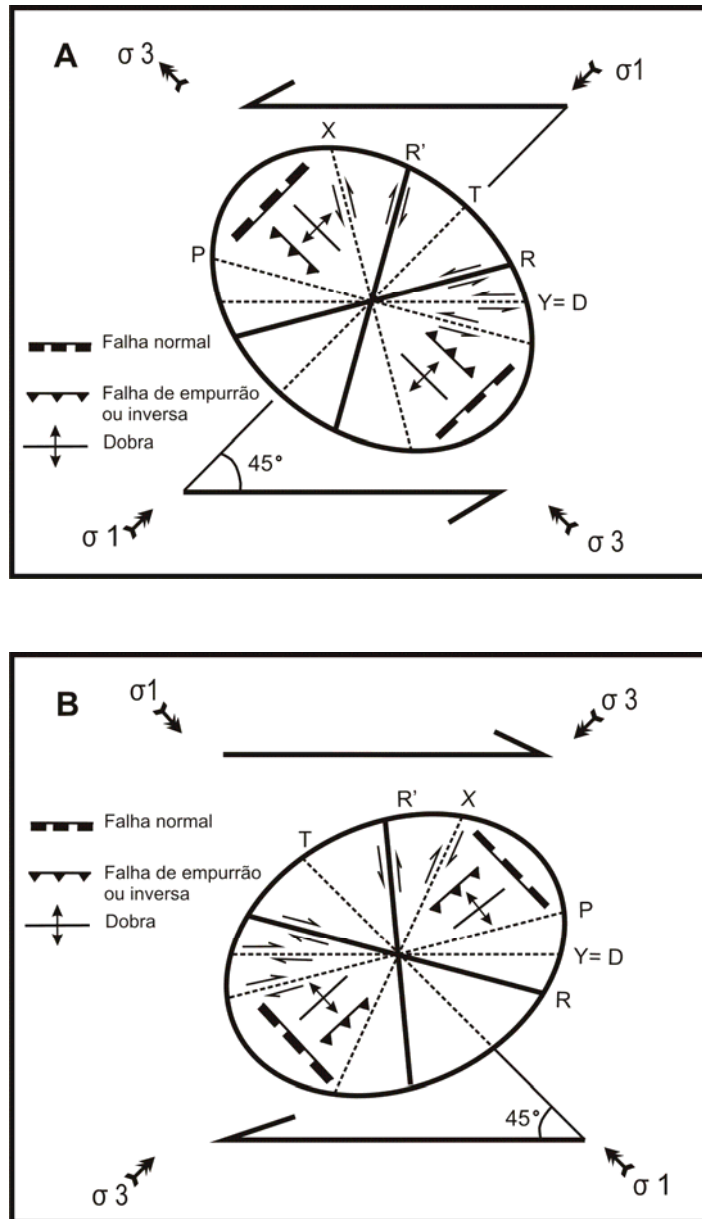 A
σ 3
σ1
X
R'
T
P
R
Y= D
Falha normal
Falha de empurrão
ou inversa
Dobra
45°
σ 1
σ 3
B
σ1
σ 3
R'
X
T
Falha normal
Falha de empurrão
ou inversa
Dobra
P
Y= D
R
45°
σ 3
σ 1